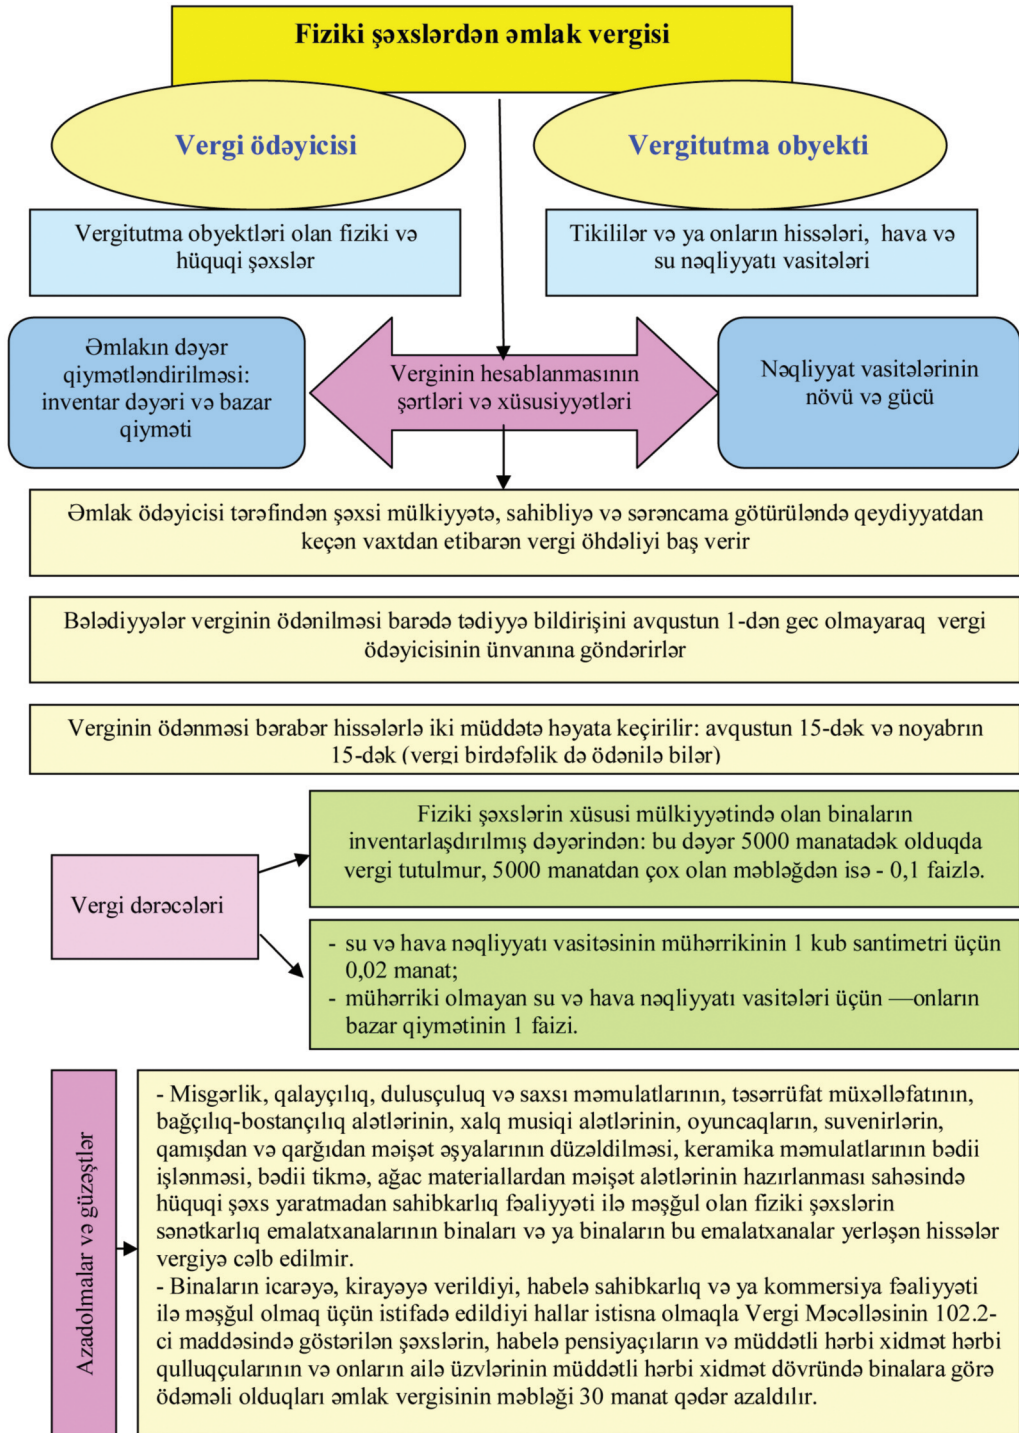 Fiziki şəxslərdən əmlak vergisi
Vergi ödəyicisi
Vergitutma obyekti
Vergitutma obyektləri olan fiziki və
hüquqi şəxslər
Tikililər və ya onların hissələri, hava və
su nəqliyyatı vasitələri
Əmlakın dəyər
qiymətləndirilməsi:
inventar dəyəri və bazar
qiyməti
Verginin hesablanmasının
şərtləri və xüsusiyyətləri
Nəqliyyat vasitələrinin
növü və gücü
Əmlak ödəyicisi tərəfindən şəxsi mülkiyyətə, sahibliyə və sərəncama götürüləndə qeydiyyatdan
keçən vaxtdan etibarən vergi öhdəliyi baş verir
Bələdiyyələr verginin ödənilməsi barədə tədiyyə bildirişini avqustun 1-dən gec olmayaraq vergi
ödəyicisinin ünvanına göndərirlər
Verginin ödənməsi bərabər hissələrlə iki müddətə həyata keçirilir: avqustun 15-dək və noyabrın
15-dək (vergi birdəfəlik də ödənilə bilər)
Vergi dərəcələri
Fiziki şəxslərin xüsusi mülkiyyətində olan binaların
inventarlaşdırılmış dəyərindən: bu dəyər 5000 manatadək olduqda
vergi tutulmur, 5000 manatdan çox olan məbləğdən isə - 0,1 faizlə.
- su və hava nəqliyyatı vasitəsinin mühərrikinin 1 kub santimetri üçün
0,02 manat;
- mühərriki olmayan su və hava nəqliyyatı vasitələri üçün —onların
bazar qiymətinin 1 faizi.
Azadolmalar və güzəştlər
- Misgərlik, qalayçılıq, dulusçuluq və saxsı məmulatlarının, təsərrüfat müxəlləfatının,
bağçılıq-bostançılıq alətlərinin, xalq musiqi alətlərinin, oyuncaqların, suvenirlərin,
qamışdan və qarğıdan məişət əşyalarının düzəldilməsi, keramika məmulatlarının bədii
işlənməsi, bədii tikmə, ağac materiallardan məişət alətlərinin hazırlanması sahəsində
hüquqi şəxs yaratmadan sahibkarlıq fəaliyyəti ilə məşğul olan fiziki şəxslərin
sənətkarlıq emalatxanalarının binaları və ya binaların bu emalatxanalar yerləşən hissələr
vergiyə cəlb edilmir.
- Binaların icarəyə, kirayəyə verildiyi, habelə sahibkarlıq və ya kommersiya fəaliyyəti
ilə məşğul olmaq üçün istifadə edildiyi hallar istisna olmaqla Vergi Məcəlləsinin 102.2-
ci maddəsində göstərilən şəxslərin, habelə pensiyaçıların və müddətli hərbi xidmət hərbi
qulluqçularının və onların ailə üzvlərinin müddətli hərbi xidmət dövründə binalara görə
ödəməli olduqları əmlak vergisinin məbləği 30 manat qədər azaldılır.